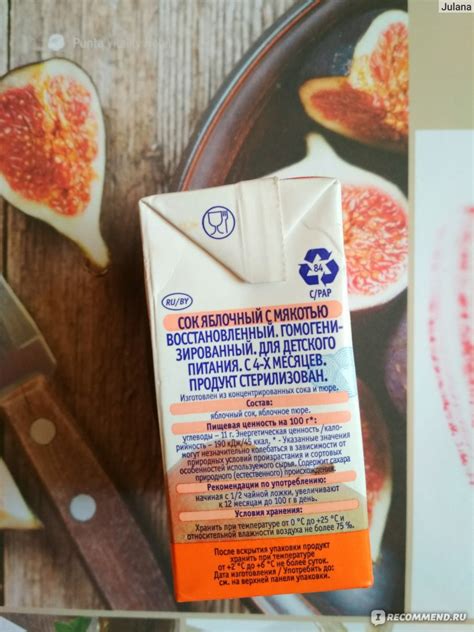 Julana
Punto
84
C/PAP
RU/BY
СОК ЯБЛОЧНЫЙ С МЯКОТЬЮ
ВОССТАНОВЛЕННЫЙ. ГОМОГЕНИ-
ЗИРОВАННЫЙ. ДЛЯ ДЕТСКОГО
ПИТАНИЯ. С 4-Х МЕСЯЦЕВ.
ПРОДУКТ СТЕРИЛИЗОВАН.
Изготовлен из концентрированных сока и пюре.
Состав:
яблочный сок, яблочное пюре.
Пищевая ценность на 100 г*:
углеводы – 11 г. Энергетическая ценность /кало-
рийность – 190 кДж/45 ккал. * - Указанные значения
могут незначительно колебаться в зависимости от
природных условий произрастания и сортовых
особенностей используемого сырья. Содержит сахара
природного (естественного) происхождения.
Рекомендации по употреблению:
начиная с 1/2 чайной ложки, увеличивают
к 12 месяцам до 100 г в день.
Условия хранения:
Хранить при температуре от 0 °С до +25 °С и
относительной влажности воздуха не более 75 %.
После вскрытия упаковки продукт
хранить при температуре
от +2 °С до +6 °С не более суток.
Дата изготовления / Употребить до:
см. на верхней панели упаковки.
IRECOMMEND.RU